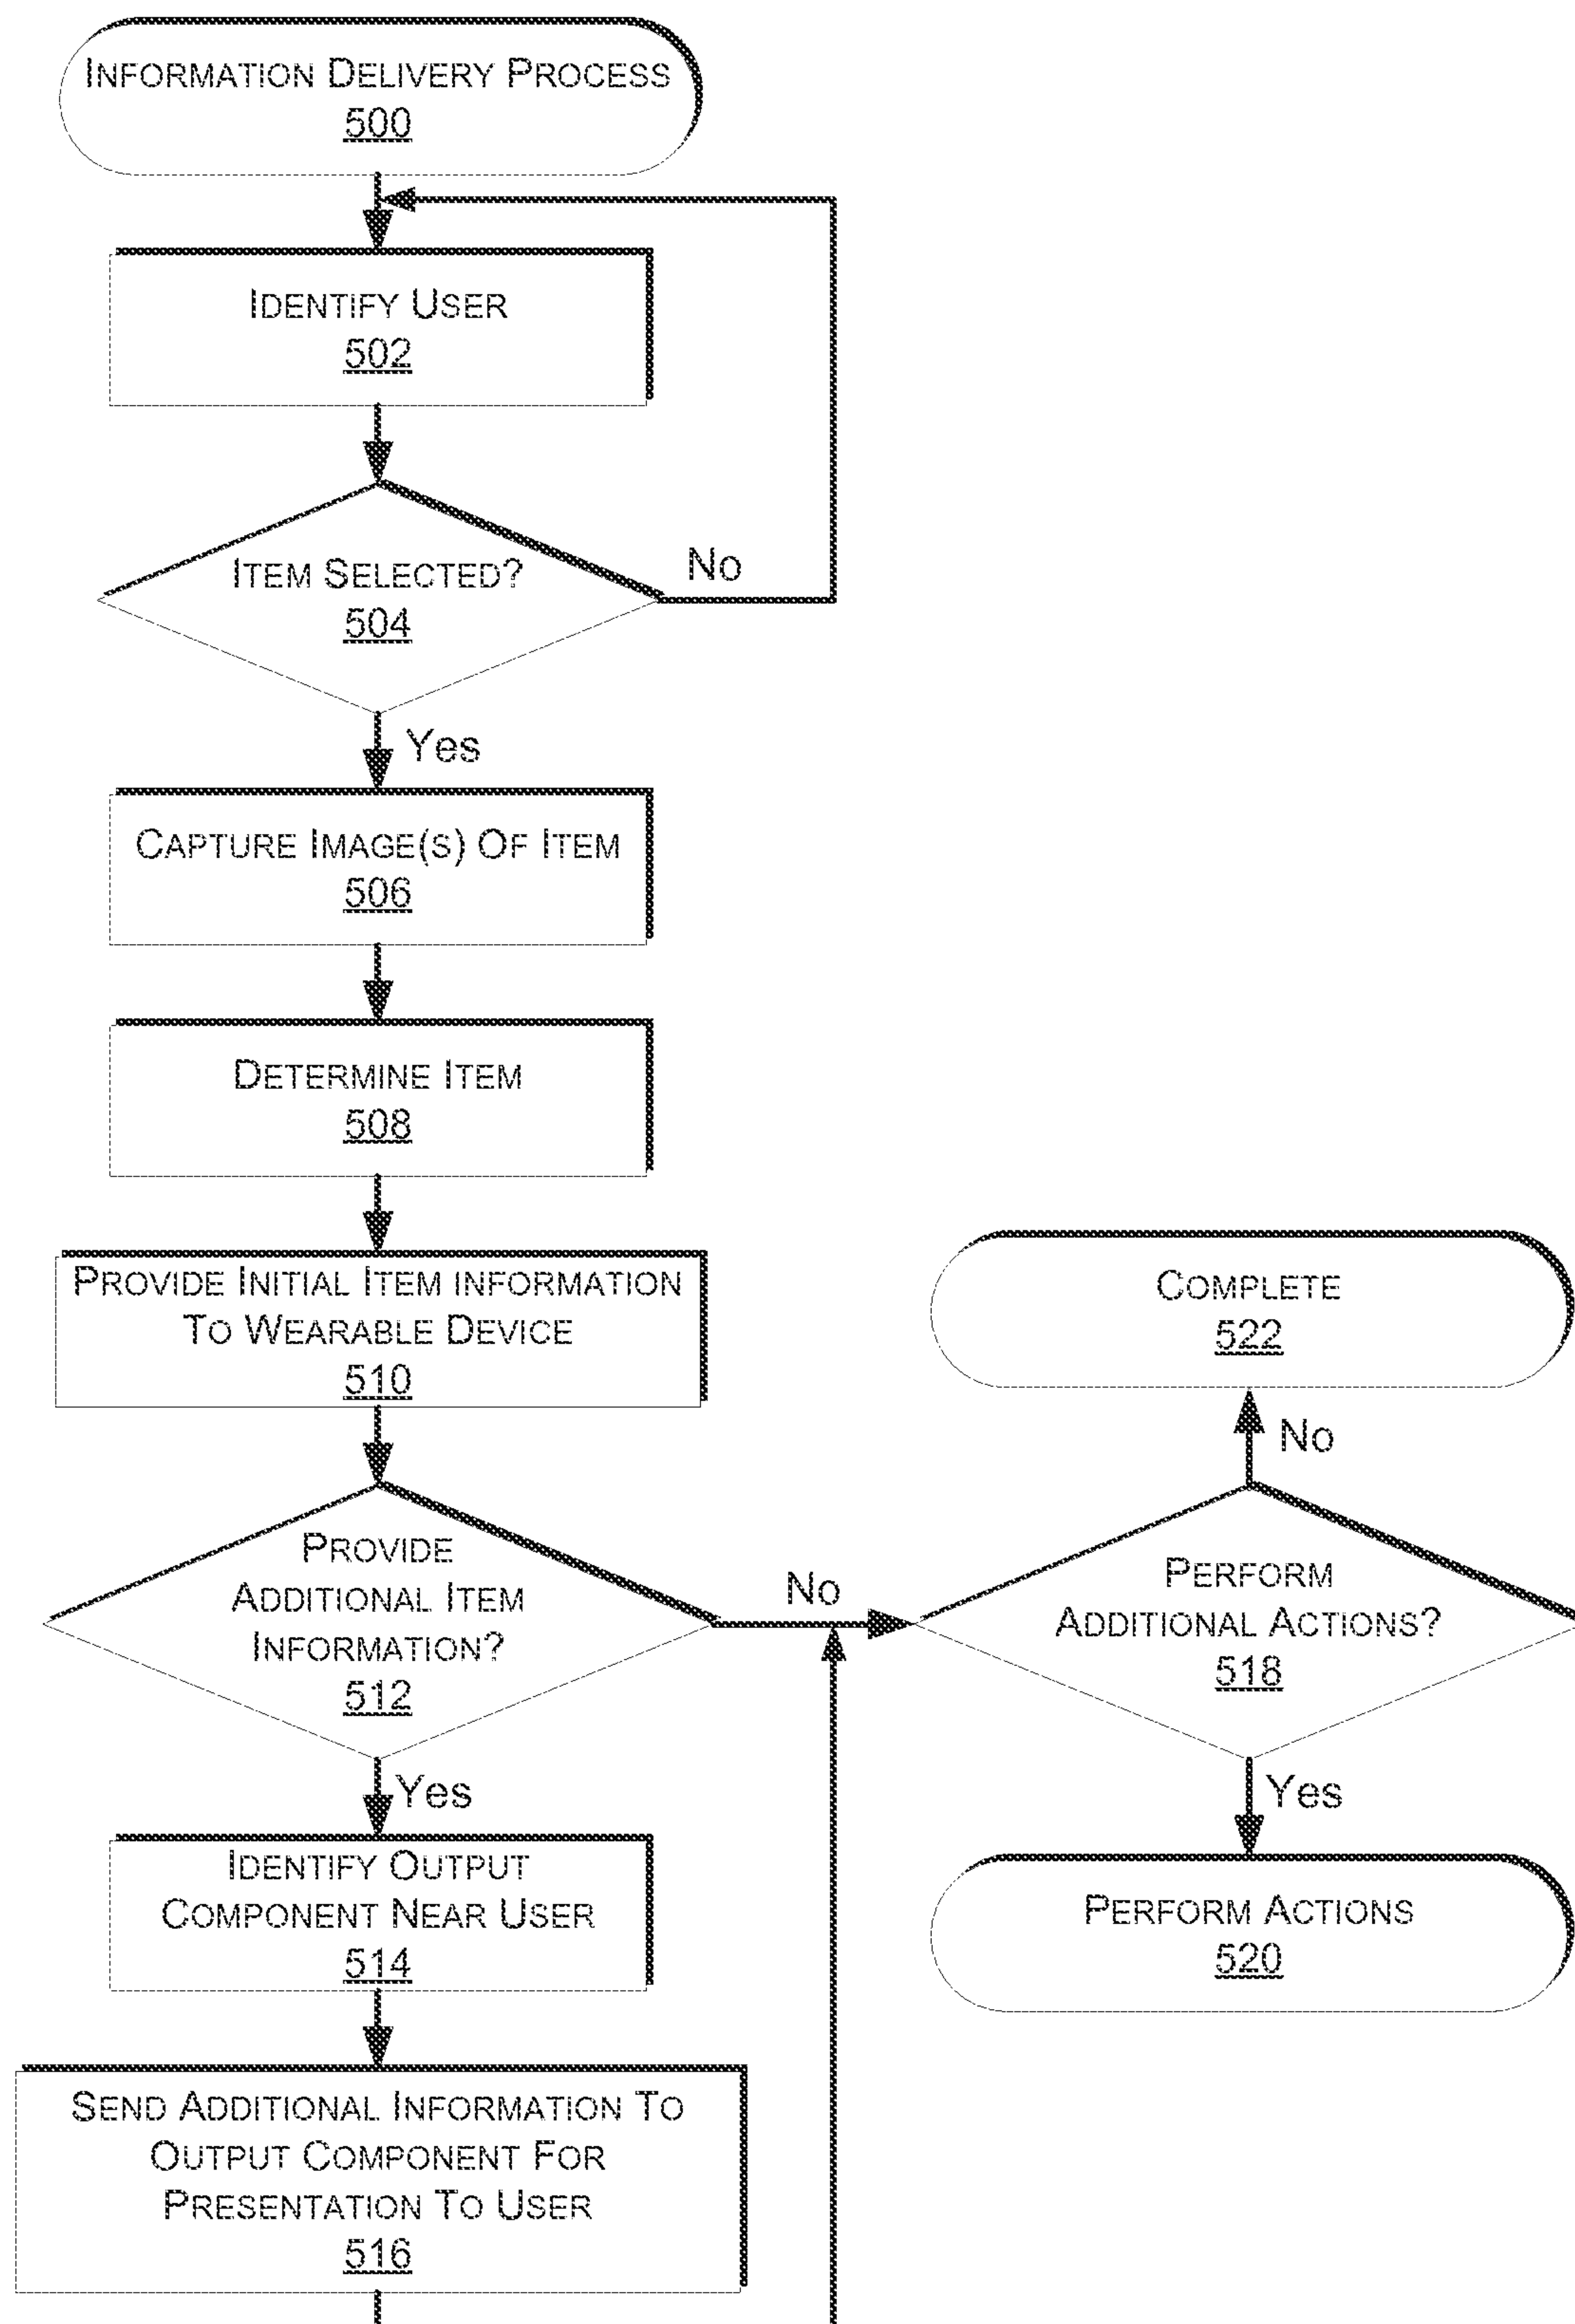 INFORMATION DELIVERY PROCESS
500
IDENTIFY USER
502
ITEM SELECTED?
504
No
Yes
CAPTURE IMAGE(S) OF ITEM
506
DETERMINE ITEM
508
PROVIDE INITIAL ITEM INFORMATION
TO WEARABLE DEVICE
510
PROVIDE
ADDITIONAL ITEM
INFORMATION?
512
No
Yes
IDENTIFY OUTPUT
COMPONENT NEAR USER
514
SEND ADDITIONAL INFORMATION TO
OUTPUT COMPONENT FOR
PRESENTATION TO USER
516
COMPLETE
522
No
PERFORM
ADDITIONAL ACTIONS?
518
Yes
PERFORM ACTIONS
520